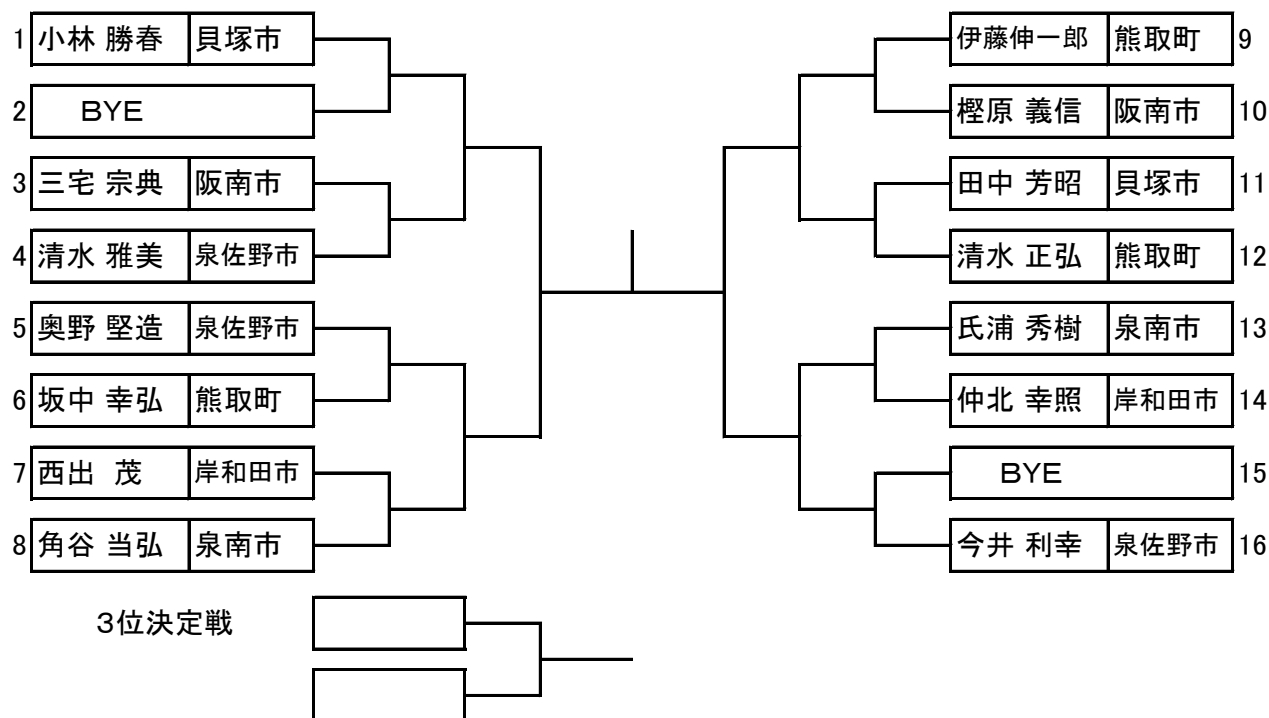 1 小林 勝春 貝塚市
2 BYE
3 三宅 宗典 阪南市
4 清水 雅美 泉佐野市
5 奥野 堅造 泉佐野市
6 坂中 幸弘 熊取町
7 西出 茂 岸和田市
8 角谷 当弘 泉南市
伊藤伸一郎 熊取町 9
樫原 義信 阪南市 10
田中 芳昭 貝塚市 11
清水 正弘 熊取町 12
氏浦 秀樹 泉南市 13
仲北 幸照 岸和田市 14
BYE 15
今井 利幸 泉佐野市 16
3位決定戦